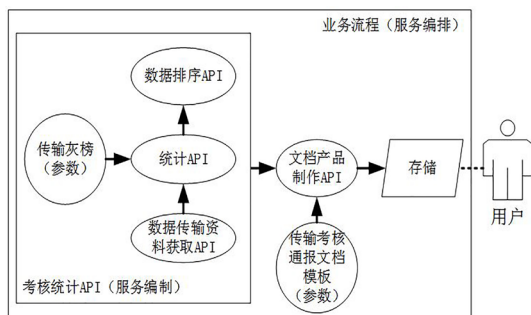 业务流程（服务编排）
数据排序API
传输灰榜
（参数）
统计API
数据传输资
料获取API
考核统计API（服务编制）
文档产品
制作API
传输考核
通报文档
模板
（参数）
存储
用户